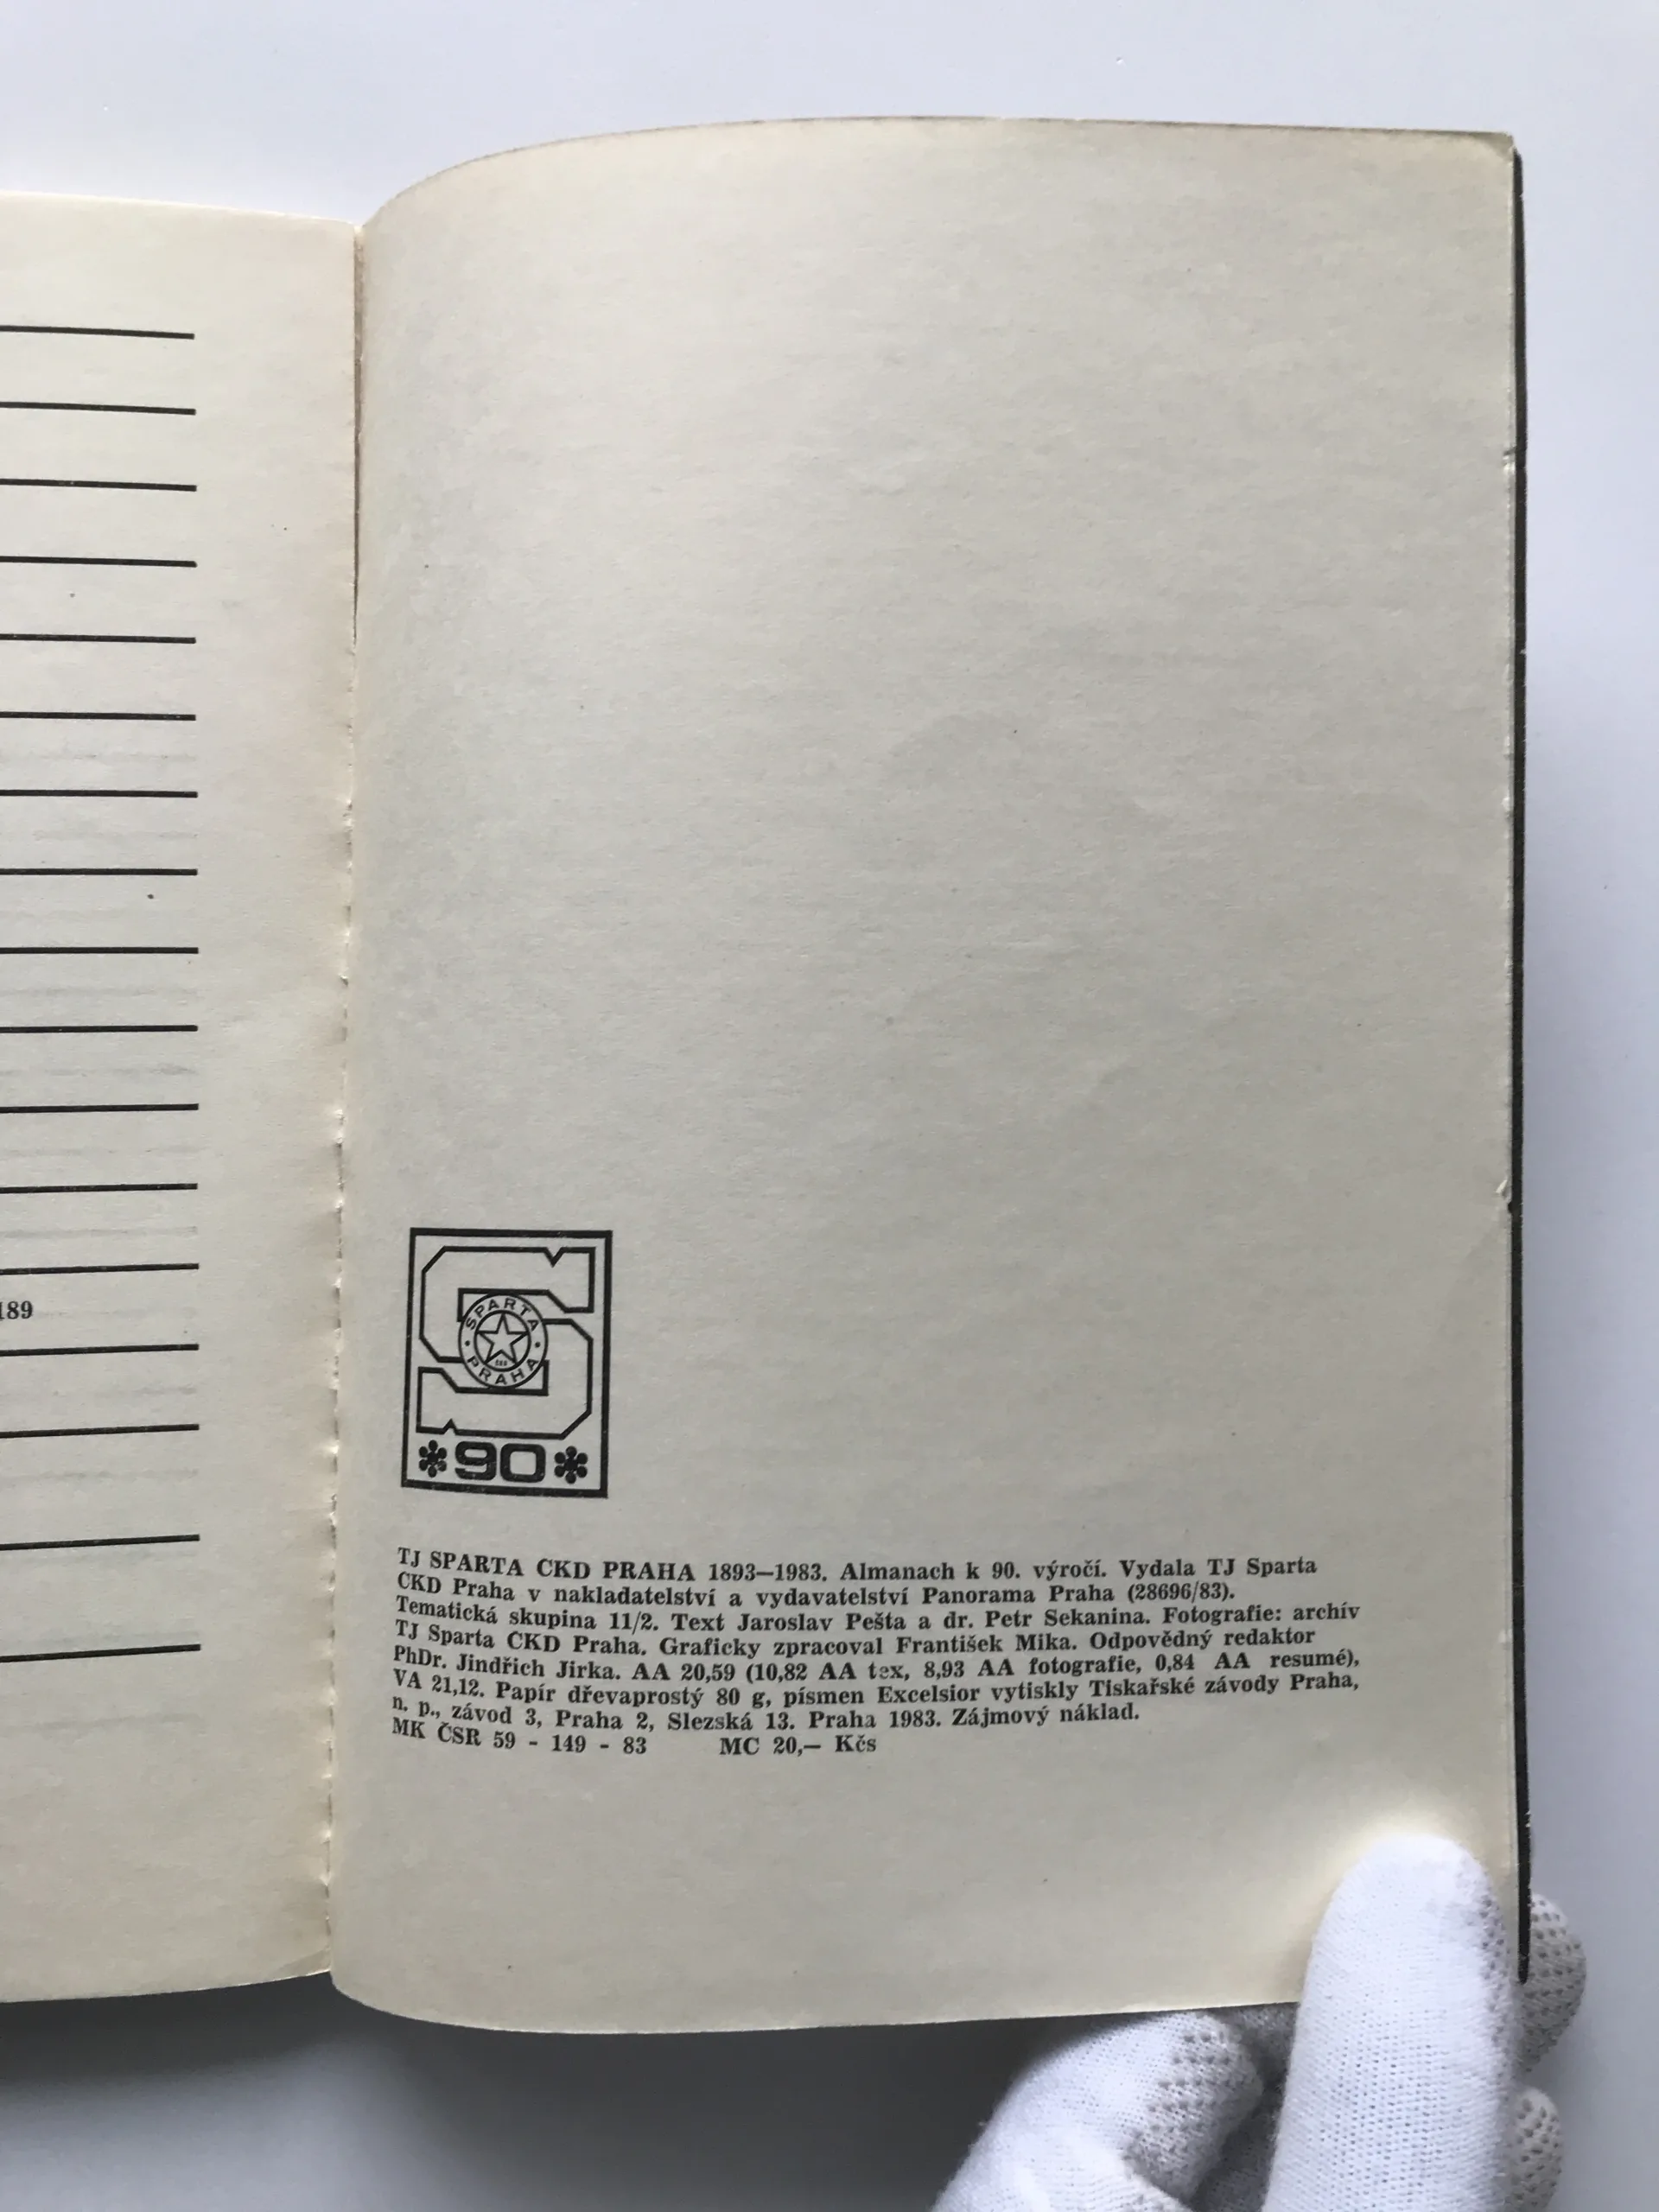 189
SPARTA
PRAHA
*90*
TJ SPARTA ČKD PRAHA 1893—1983. Almanach k 90. výročí. Vydala TJ Sparta
ČKD Praha v nakladatelství a vydavatelství Panorama Praha (28696/83).
Tematická skupina 11/2. Text Jaroslav Pešta a dr. Petr Sekanina. Fotografie: archív
TJ Sparta ČKD Praha. Graficky zpracoval František Mika. Odpovědný redaktor
PhDr. Jindřich Jirka. AA 20,59 (10,82 AA tex, 8,93 AA fotografie, 0,84 AA resumé),
VA 21,12. Papír dřevaprostý 80 g, písmen Excelsior vytiskly Tiskařské závody Praha,
n. p., závod 3, Praha 2, Slezská 13. Praha 1983. Zájmový náklad.
MK ČSR 59 - 149 - 83 MC 20,— Kčs